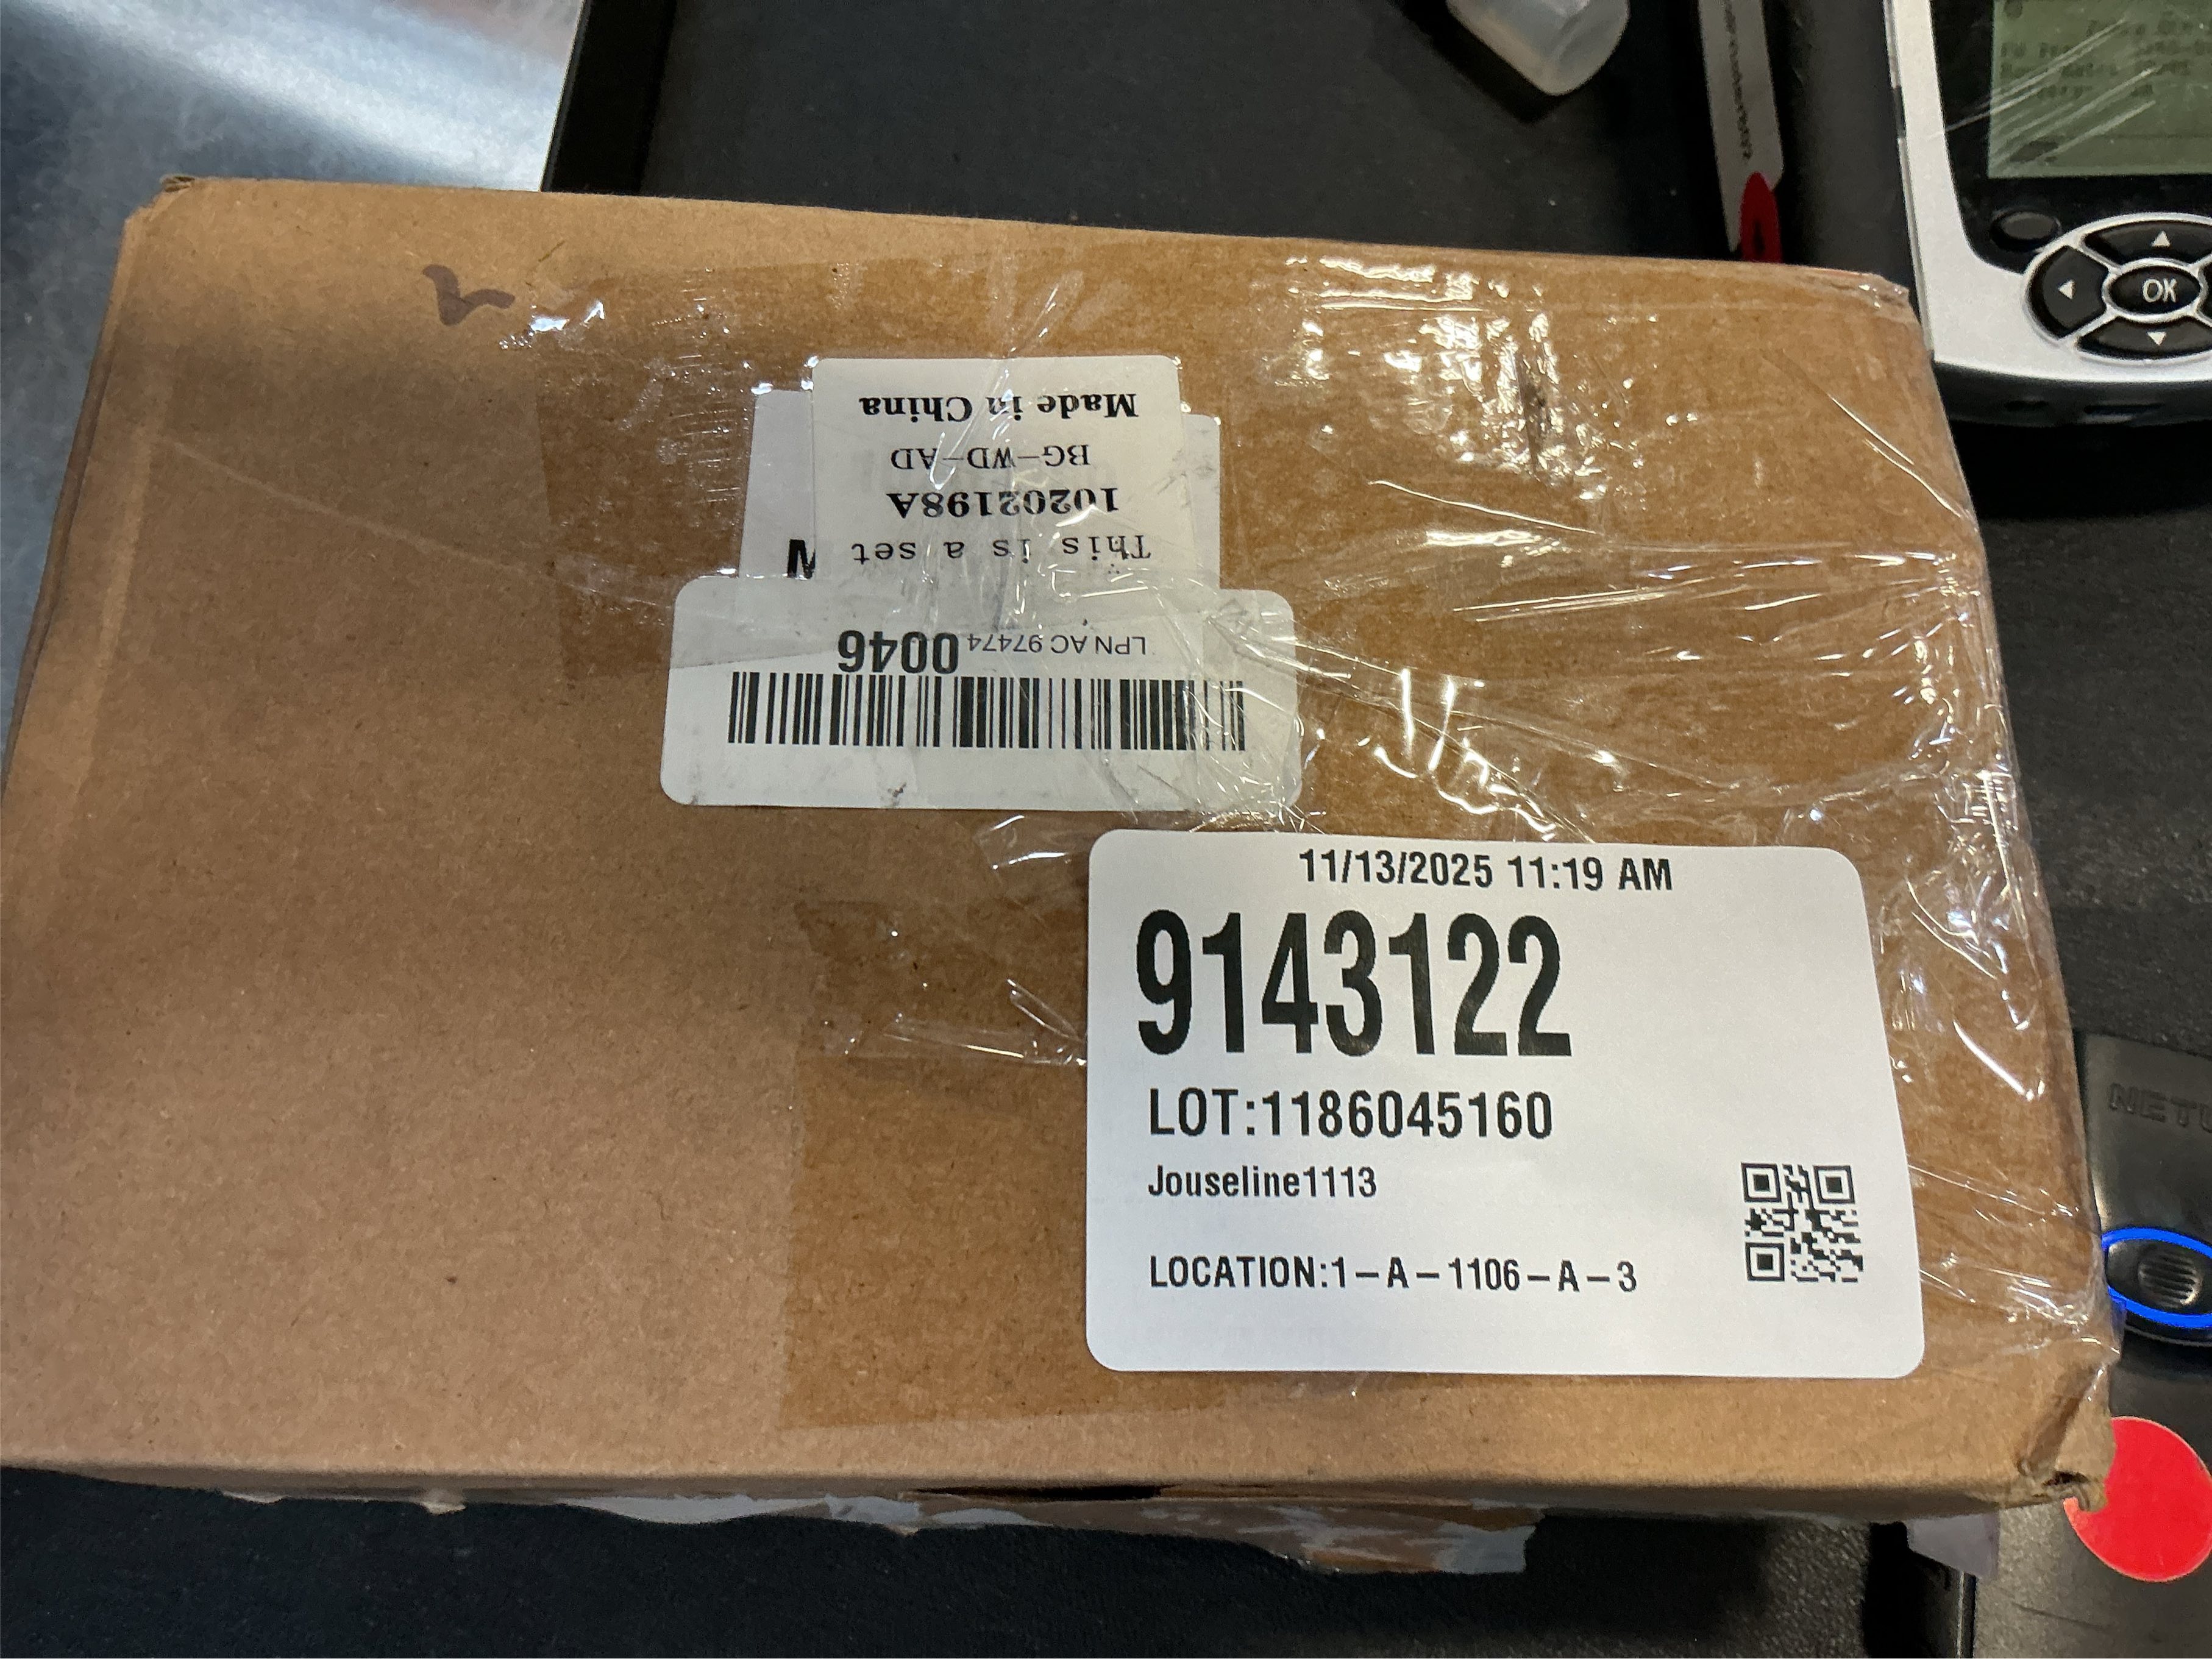 This is a set
10202198A
BG-WD-AD
Made in China
LPN AC 97474 0046
11/13/2025 11:19 AM
9143122
LOT:1186045160
Jouseline1113
LOCATION:1-A-1106-A-3
OK